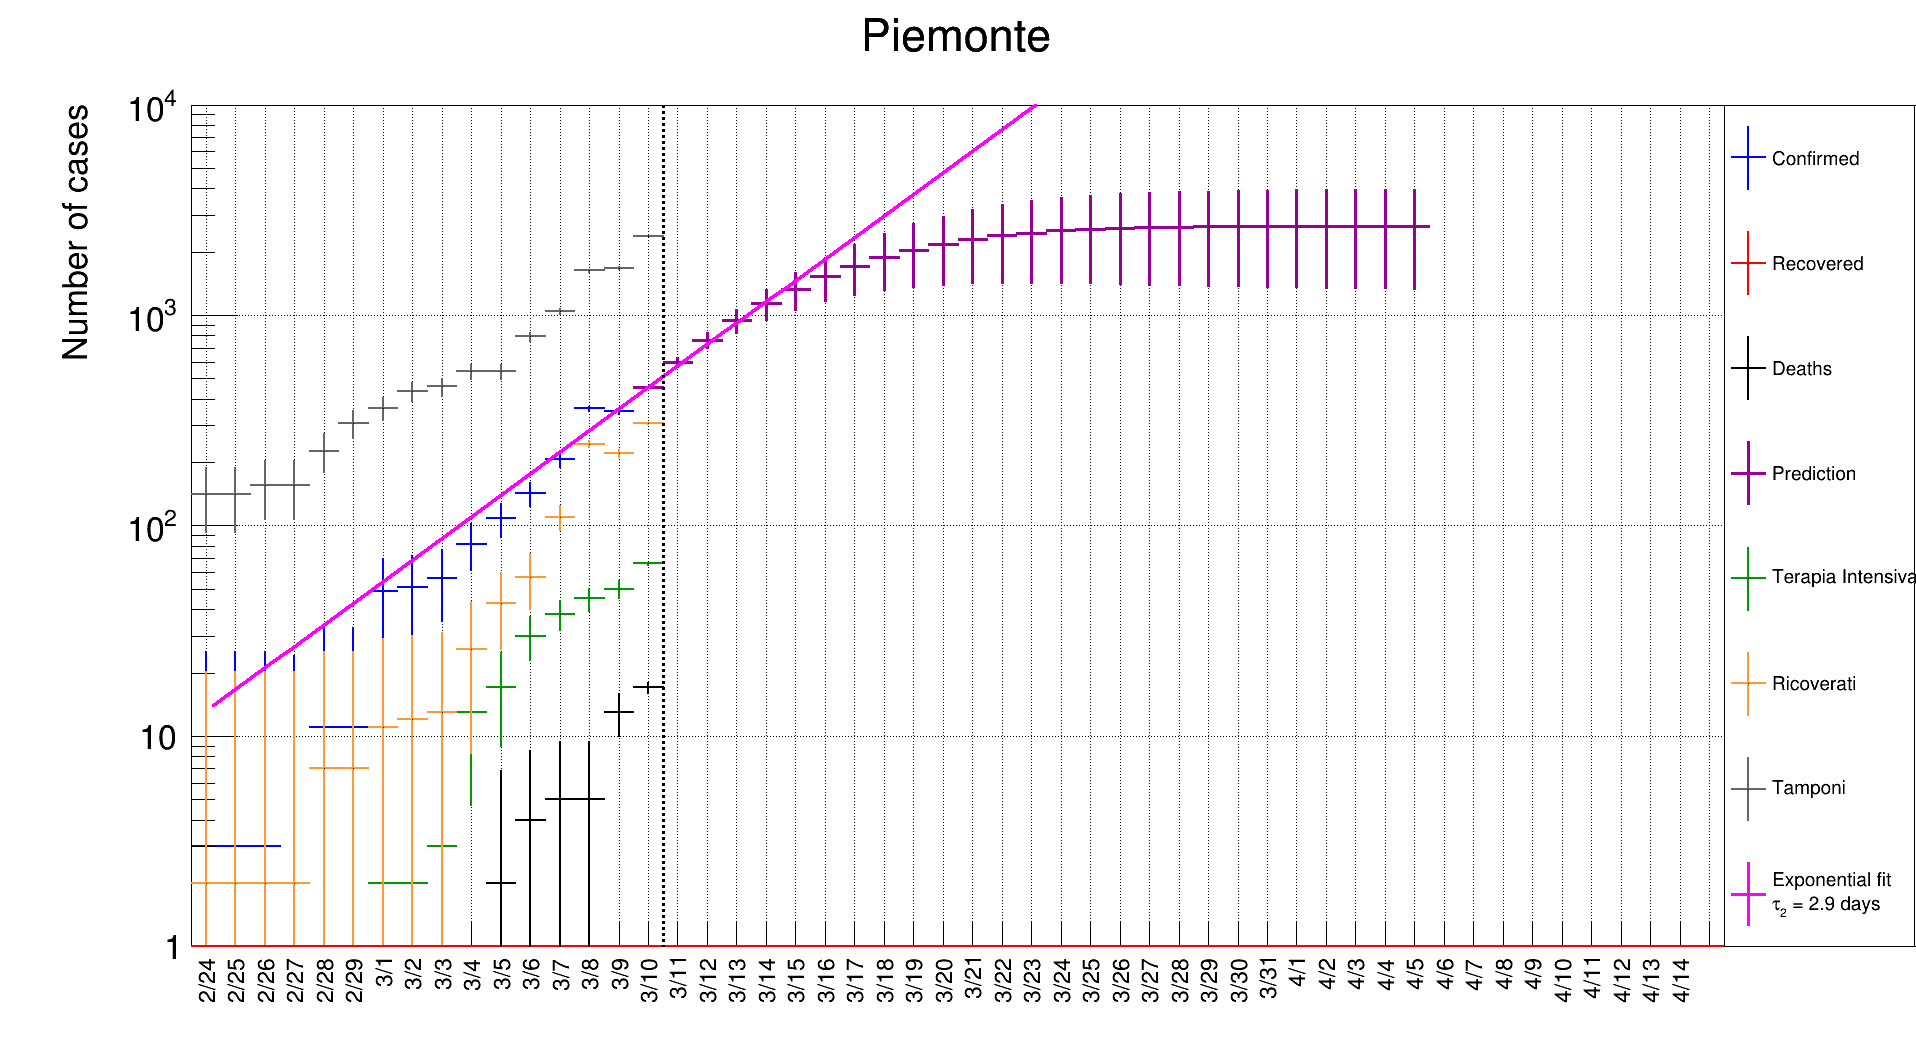 Piemonte
Number of cases
10^4
10^3
10^2
10
1
2/24 2/25 2/26 2/27 2/28 2/29 3/1 3/2 3/3 3/4 3/5 3/6 3/7 3/8 3/9 3/10 3/11 3/12 3/13 3/14 3/15 3/16 3/17 3/18 3/19 3/20 3/21 3/22 3/23 3/24 3/25 3/26 3/27 3/28 3/29 3/30 3/31 4/1 4/2 4/3 4/4 4/5 4/6 4/7 4/8 4/9 4/10 4/11 4/12 4/13 4/14
Confirmed
Recovered
Deaths
Prediction
Terapia Intensiva
Ricoverati
Tamponi
Exponential fit
τ₂ = 2.9 days